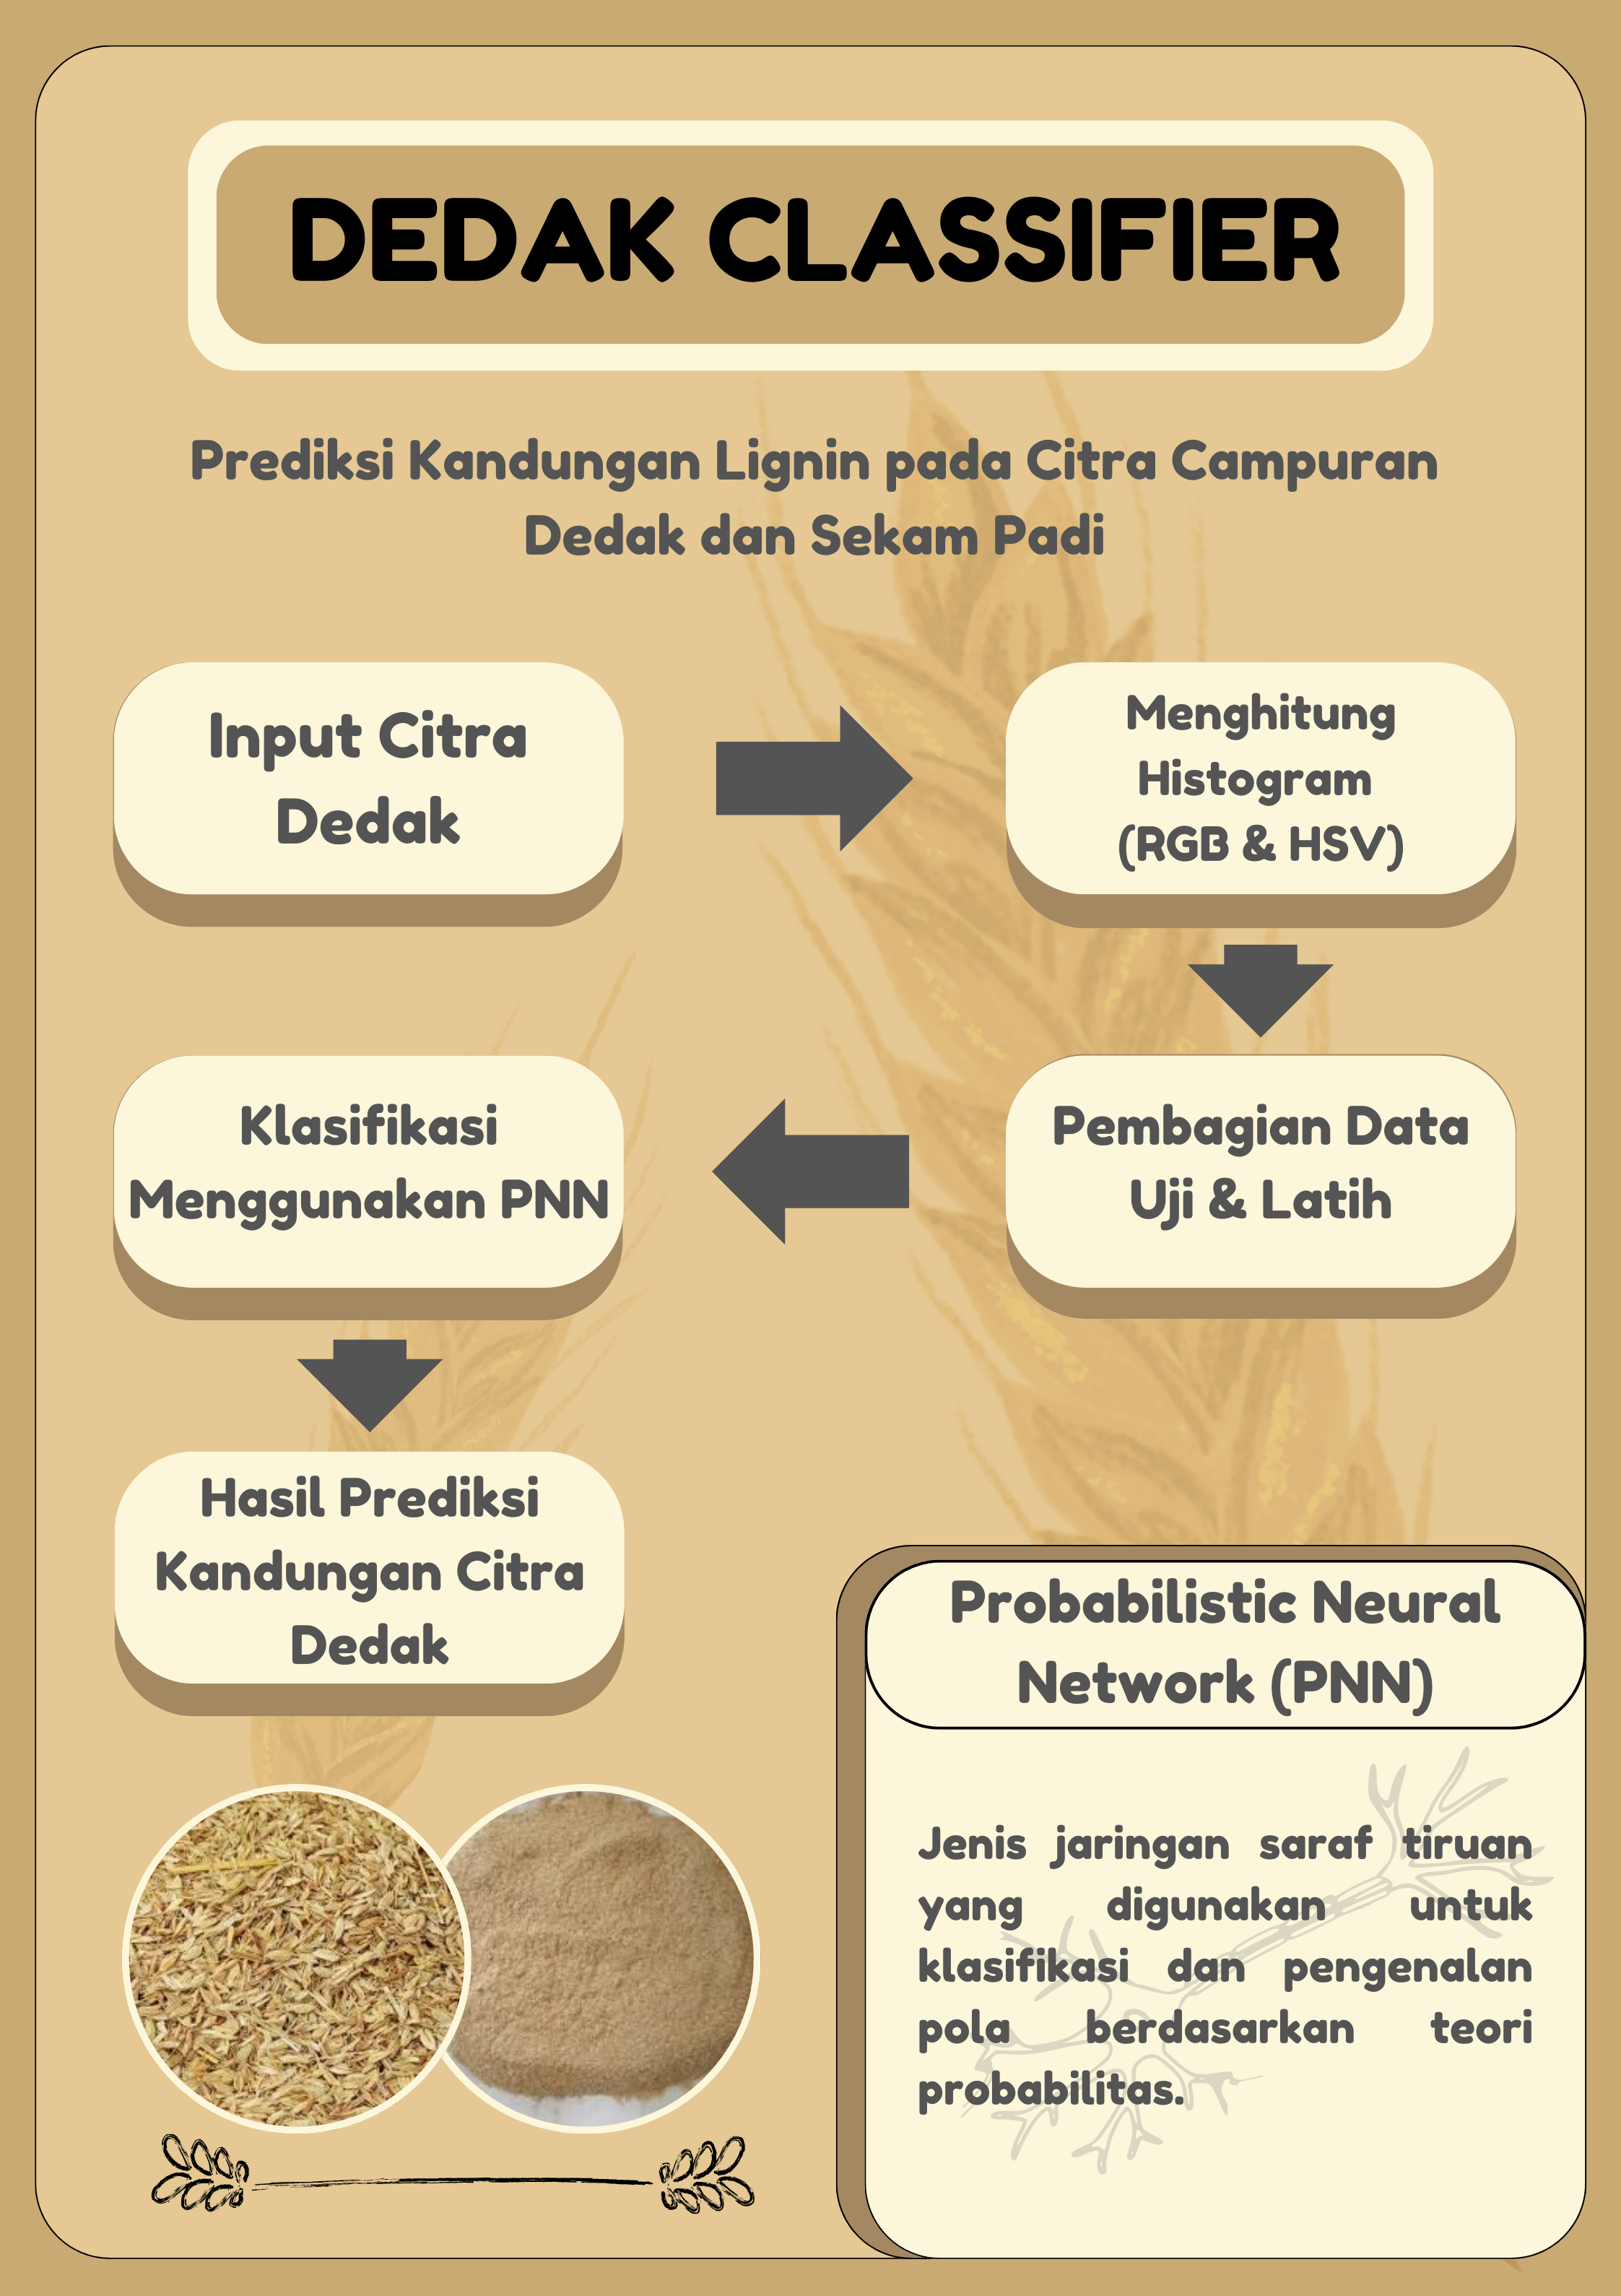 DEDAK CLASSIFIER
Prediksi Kandungan Lignin pada Citra Campuran
Dedak dan Sekam Padi
Input Citra
Dedak
Menghitung
Histogram
(RGB & HSV)
Pembagian Data
Uji & Latih
Klasifikasi
Menggunakan PNN
Hasil Prediksi
Kandungan Citra
Dedak
Probabilistic Neural
Network (PNN)
Jenis jaringan saraf tiruan
yang digunakan untuk
klasifikasi dan pengenalan
pola berdasarkan teori
probabilitas.